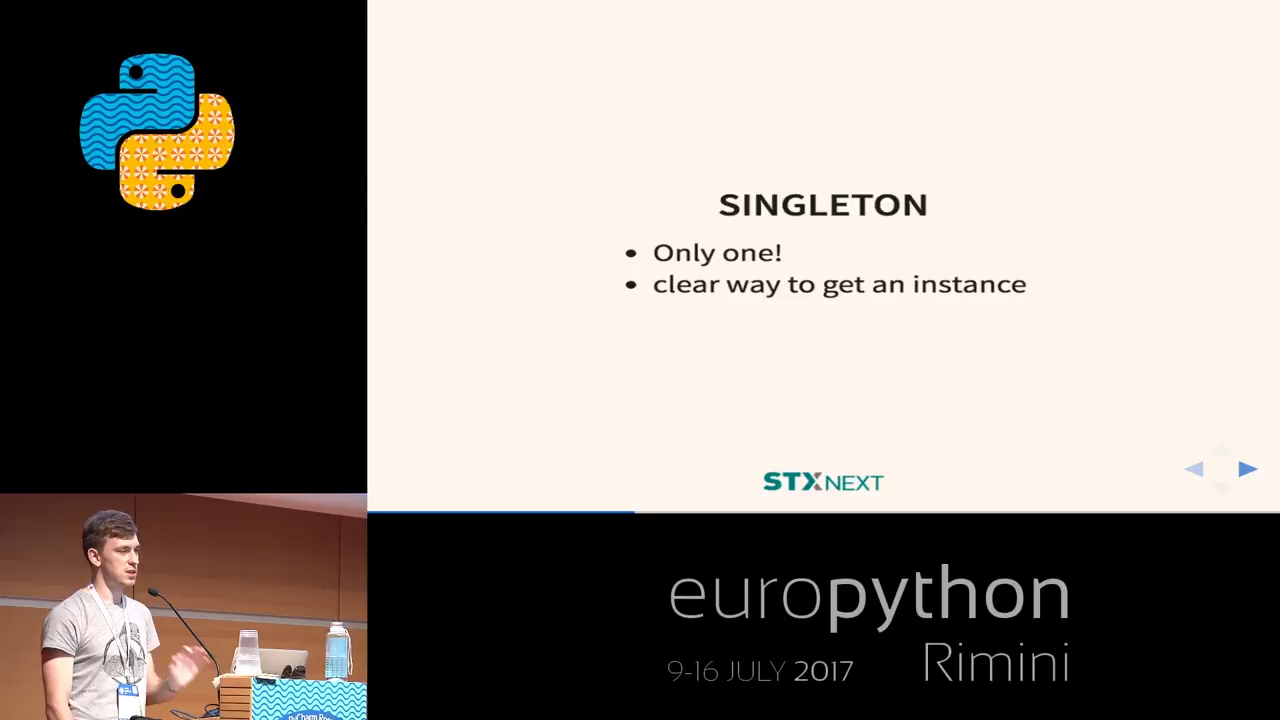 SINGLETON
• Only one!
• clear way to get an instance
STXNEXT
europython
9-16 JULY 2017 Rimini